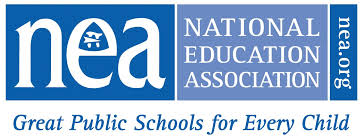 nea
NATIONAL
EDUCATION
ASSOCIATION
nea.org
Great Public Schools for Every Child